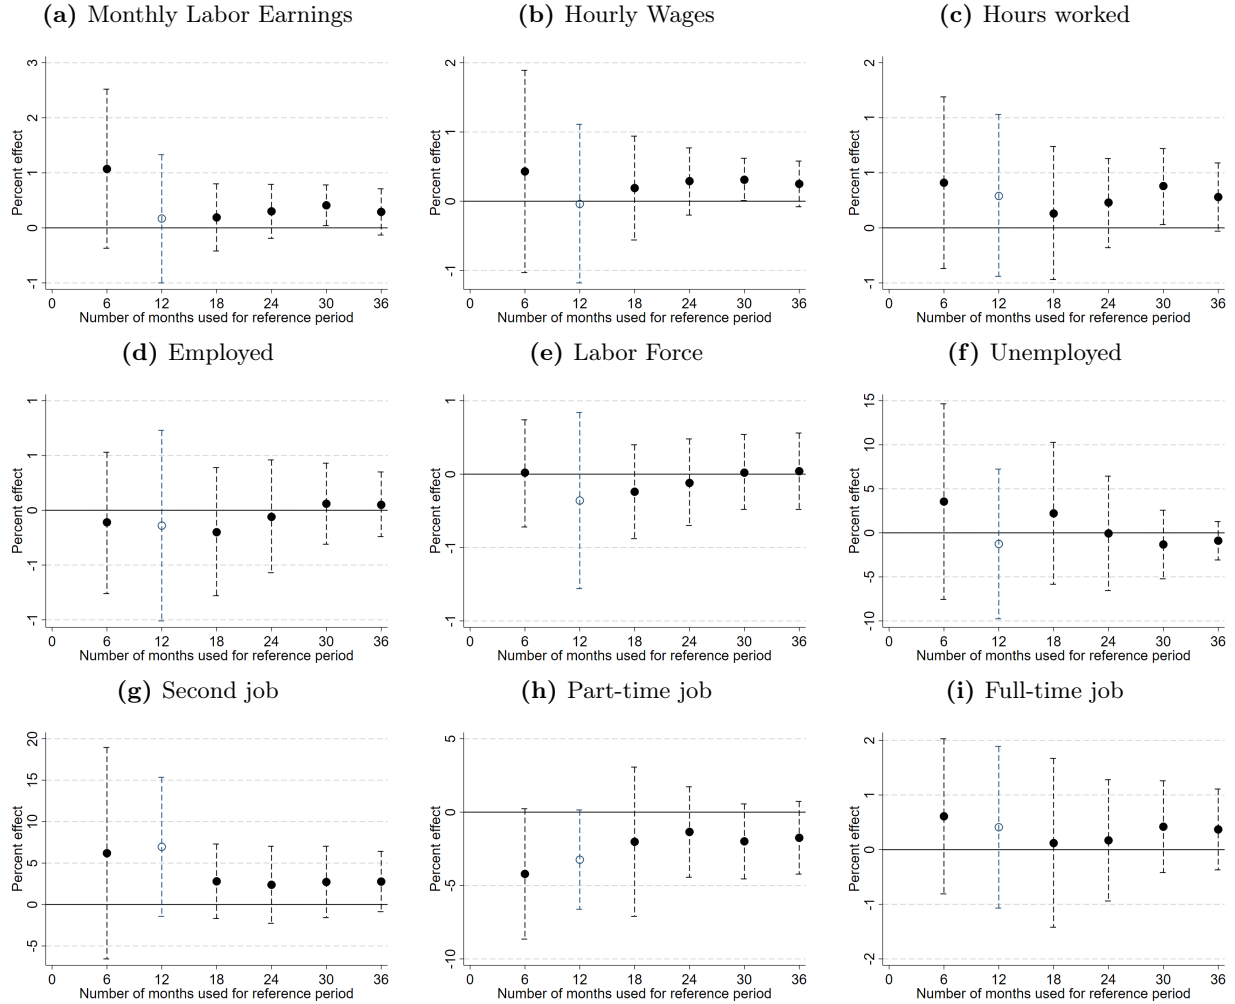 (a) Monthly Labor Earnings
(b) Hourly Wages
(c) Hours worked
Percent effect
3
2
1
0
-1
0 6 12 18 24 30 36
Number of months used for reference period
Percent effect
2
1
0
-1
0 6 12 18 24 30 36
Number of months used for reference period
Percent effect
2
1
1
0
-1
0 6 12 18 24 30 36
Number of months used for reference period
(d) Employed
(e) Labor Force
(f) Unemployed
Percent effect
1
1
0
-1
-1
0 6 12 18 24 30 36
Number of months used for reference period
Percent effect
1
0
-1
-1
0 6 12 18 24 30 36
Number of months used for reference period
Percent effect
15
10
5
0
-5
-10
0 6 12 18 24 30 36
Number of months used for reference period
(g) Second job
(h) Part-time job
(i) Full-time job
Percent effect
20
15
10
5
0
-5
0 6 12 18 24 30 36
Number of months used for reference period
Percent effect
5
0
-5
-10
0 6 12 18 24 30 36
Number of months used for reference period
Percent effect
2
1
0
-1
-2
0 6 12 18 24 30 36
Number of months used for reference period